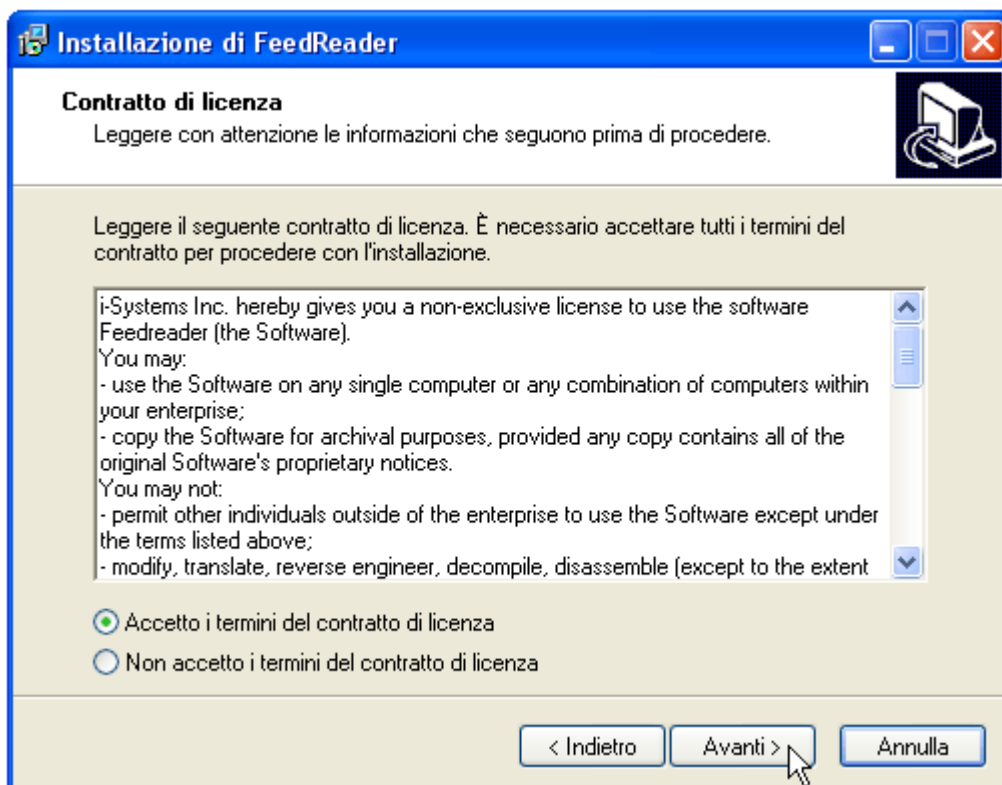 Installazione di FeedReader
Contratto di licenza
Leggere con attenzione le informazioni che seguono prima di procedere.
Leggere il seguente contratto di licenza. È necessario accettare tutti i termini del
contratto per procedere con l'installazione.
i-Systems Inc. hereby gives you a non-exclusive license to use the software
Feedreader (the Software).
You may:
- use the Software on any single computer or any combination of computers within
your enterprise;
- copy the Software for archival purposes, provided any copy contains all of the
original Software's proprietary notices.
You may not:
- permit other individuals outside of the enterprise to use the Software except under
the terms listed above;
- modify, translate, reverse engineer, decompile, disassemble (except to the extent
Accetto i termini del contratto di licenza
Non accetto i termini del contratto di licenza
< Indietro
Avanti >
Annulla